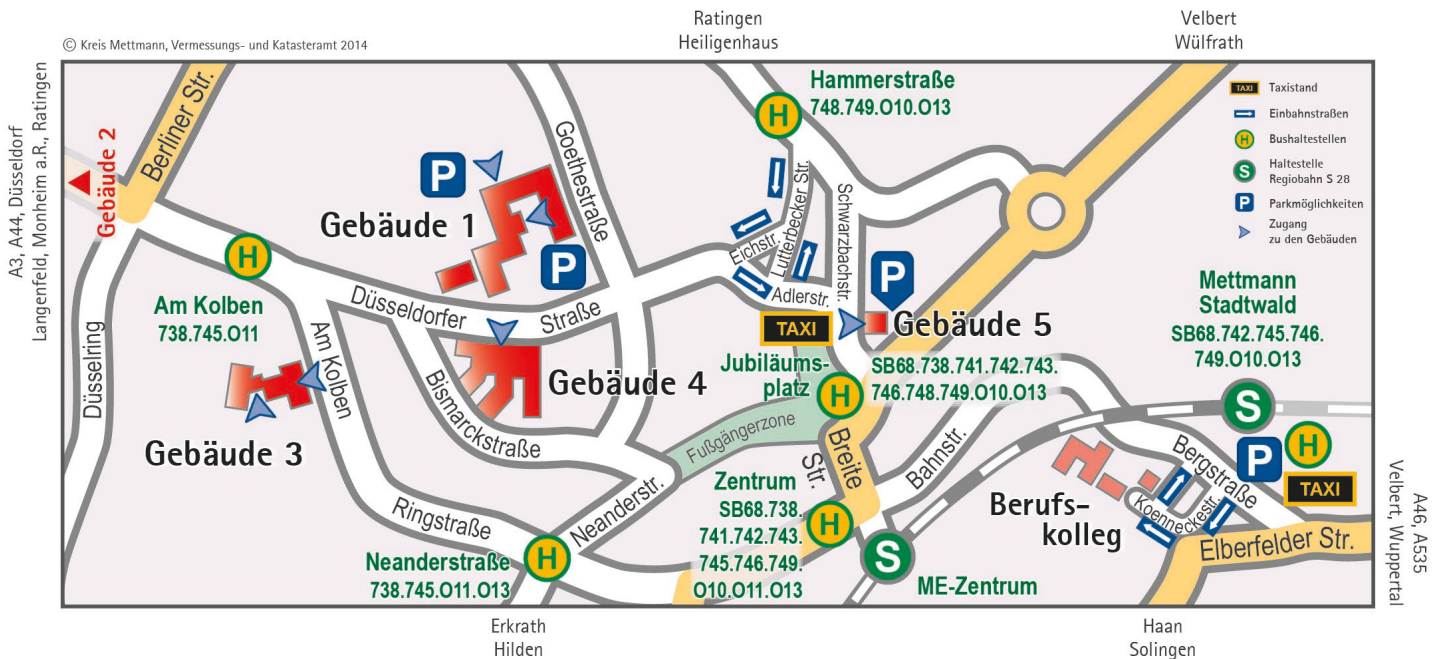 Ratingen
Heiligenhaus
Velbert
Wülfrath
© Kreis Mettmann, Vermessungs- und Katasteramt 2014
A3, A44, Düsseldorf
Langenfeld, Monheim a.R., Ratingen
Gebäude 2
Berliner Str.
Goethestraße
H
Hammerstraße
748.749.O10.O13
TAXI
Taxistand
Einbahnstraßen
H
Bushaltestellen
S
Haltestelle
Regiobahn S 28
P
Parkmöglichkeiten
Zugang
zu den Gebäuden
P
Gebäude 1
P
Eichstr.
Lutterbecker Str.
Schwarzbachstr.
Adlerstr.
H
Am Kolben
738.745.O11
Düsseldorfer
Straße
Düsselring
Am Kolben
Gebäude 3
Gebäude 4
Bismarckstraße
P
TAXI
Gebäude 5
Jubiläums-
platz
H
SB68.738.741.742.743.
746.748.749.O10.O13
Mettmann
Stadtwald
SB68.742.745.746.
749.O10.O13
S
H
P
TAXI
Fußgängerzone
Breite
Str.
Bahnstr.
Bergstraße
Koenneckestr.
Berufs-
kolleg
Elberfelder Str.
Ringstraße
Neanderstr.
Neanderstraße
738.745.O11.O13
H
Zentrum
SB68.738.
741.742.743.
745.746.749.
O10.O11.O13
H
S
ME-Zentrum
A46, A535
Velbert, Wuppertal
Erkrath
Hilden
Haan
Solingen